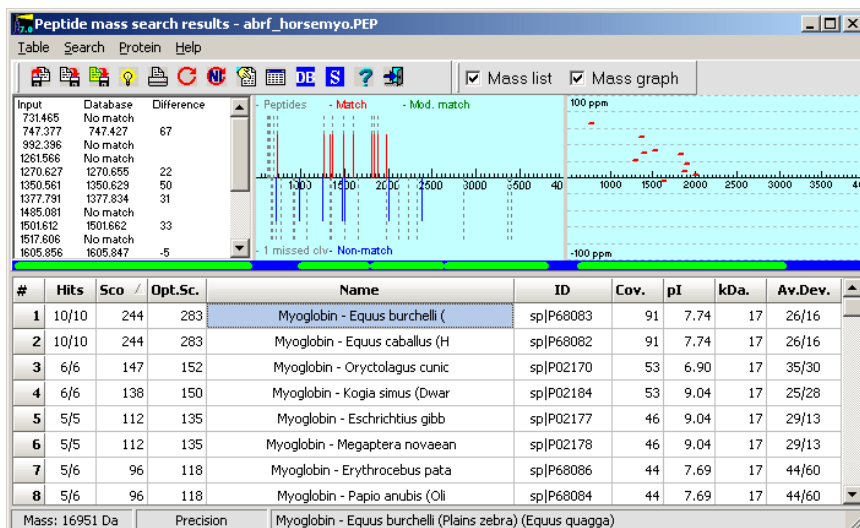 7.0 Peptide mass search results - abrf_horsemyo.PEP
Table Search Protein Help
DB S ? Mass list Mass graph
Input Database Difference
731.465 No match
747.377 747.427 67
992.396 No match
1261.566 No match
1270.627 1270.655 22
1350.561 1350.629 50
1377.791 1377.834 31
1485.081 No match
1501.612 1501.662 33
1517.606 No match
1605.856 1605.847 -5
- Peptides - Match - Mod. match
1000 1500 2000 2500 3000 3500 40
- 1 missed clv- Non-match
100 ppm
1000 1500 2000 2500 3000 3500 4
-100 ppm
# Hits Sco / Opt.Sc. Name ID Cov. pI kDa. Av.Dev.
1 10/10 244 283 Myoglobin - Equus burchelli ( sp|P68083 91 7.74 17 26/16
2 10/10 244 283 Myoglobin - Equus caballus (H sp|P68082 91 7.74 17 26/16
3 6/6 147 152 Myoglobin - Oryctolagus cunic sp|P02170 53 6.90 17 35/30
4 6/6 138 150 Myoglobin - Kogia simus (Dwar sp|P02184 53 9.04 17 25/28
5 5/5 112 135 Myoglobin - Eschrichtius gibb sp|P02177 46 9.04 17 29/13
6 5/5 112 135 Myoglobin - Megaptera novaean sp|P02178 46 9.04 17 29/13
7 5/6 96 118 Myoglobin - Erythrocebus pata sp|P68086 44 7.69 17 44/60
8 5/6 96 118 Myoglobin - Papio anubis (Oli sp|P68084 44 7.69 17 44/60
Mass: 16951 Da Precision Myoglobin - Equus burchelli (Plains zebra) (Equus quagga)